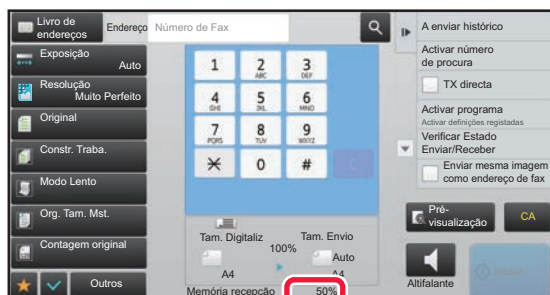 Livro de
endereços
Endereço
Número de Fax
Exposição
Auto
Resolução
Muito Perfeito
Original
Constr. Traba.
Modo Lento
Org. Tam. Mst.
Contagem original
Outros
1
2
ABC
3
DEF
4
GHI
5
JKL
6
MNO
7
PQRS
8
TUV
9
WXYZ
0
#
Tam. Digitaliz
100%
Tam. Envio
Auto
A4
A4
Memória recepção
50%
A enviar histórico
Activar número
de procura
TX directa
Activar programa
Activar definições registadas
Verificar Estado
Enviar/Receber
Enviar mesma imagem
como endereço de fax
Pré-
visualização
CA
Altifalante